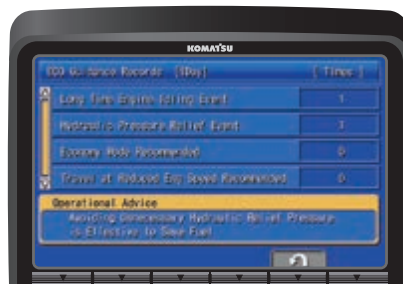 KOMATSU
ECO Guidance Records [1Day] [ Times ]
Long Time Engine Idling Event 1
Hydraulic Pressure Relief Event 3
Economy Mode Recommended 0
Travel at Reduced Eng Speed Recommended 0
Operational Advice
Avoiding Unnecessary Hydraulic Relief Pressure
is Effective to Save Fuel